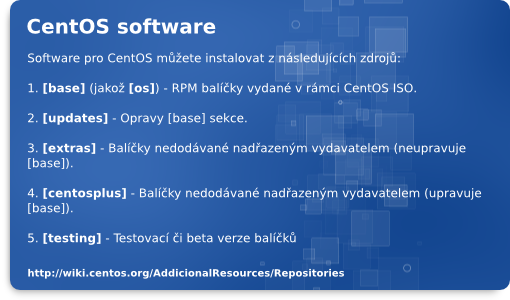 CentOS software
Software pro CentOS můžete instalovat z následujících zdrojů:
1. [base] (jakož [os]) - RPM balíčky vydané v rámci CentOS ISO.
2. [updates] - Opravy [base] sekce.
3. [extras] - Balíčky nedodávané nadřazeným vydavatelem (neupravuje
[base]).
4. [centosplus] - Balíčky nedodávané nadřazeným vydavatelem (upravuje
[base]).
5. [testing] - Testovací či beta verze balíčků
http://wiki.centos.org/AddicionalResources/Repositories